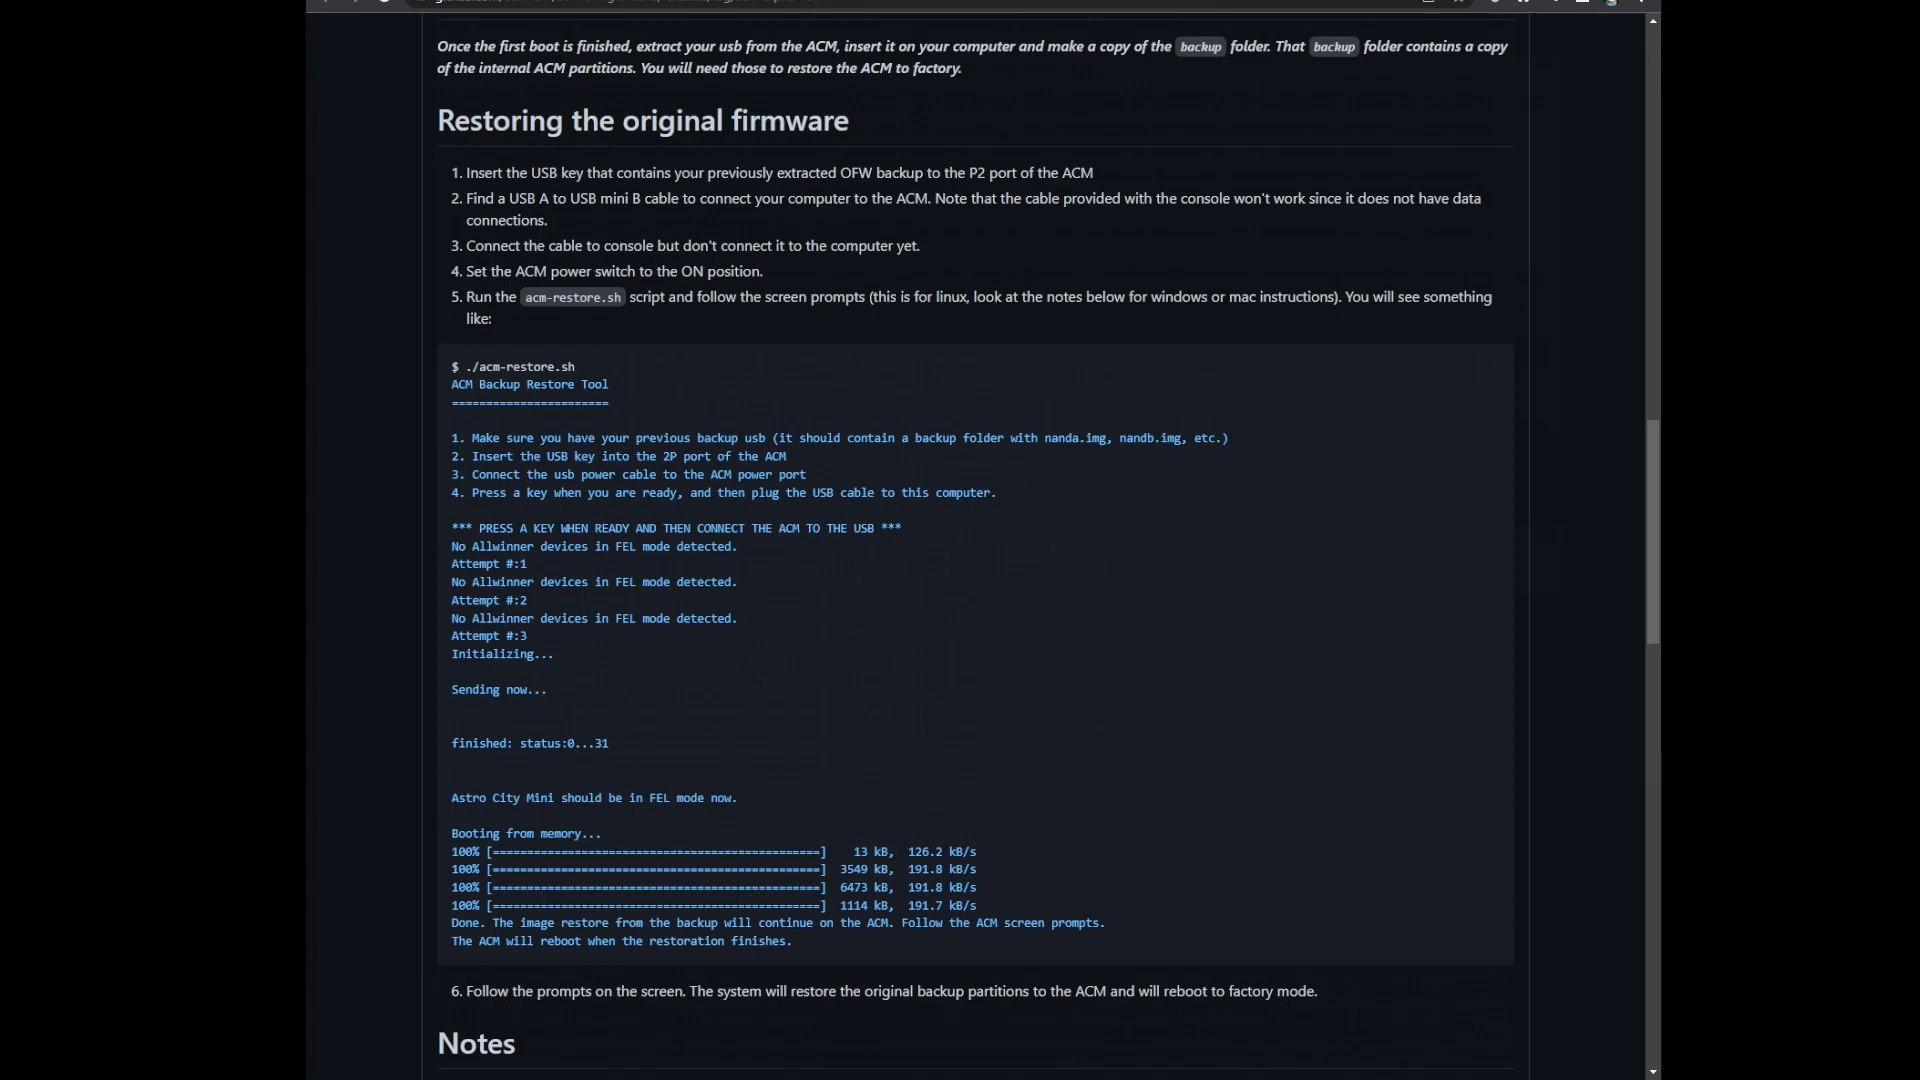 Once the first boot is finished, extract your usb from the ACM, insert it on your computer and make a copy of the backup folder. That backup folder contains a copy
of the internal ACM partitions. You will need those to restore the ACM to factory.
Restoring the original firmware
1. Insert the USB key that contains your previously extracted OFW backup to the P2 port of the ACM
2. Find a USB A to USB mini B cable to connect your computer to the ACM. Note that the cable provided with the console won't work since it does not have data
connections.
3. Connect the cable to console but don't connect it to the computer yet.
4. Set the ACM power switch to the ON position.
5. Run the acm-restore.sh script and follow the screen prompts (this is for linux, look at the notes below for windows or mac instructions). You will see something
like:
$ ./acm-restore.sh
ACM Backup Restore Tool
=======================
1. Make sure you have your previous backup usb (it should contain a backup folder with nanda.img, nandb.img, etc.)
2. Insert the USB key into the 2P port of the ACM
3. Connect the usb power cable to the ACM power port
4. Press a key when you are ready, and then plug the USB cable to this computer.
*** PRESS A KEY WHEN READY AND THEN CONNECT THE ACM TO THE USB ***
No Allwinner devices in FEL mode detected.
Attempt #:1
No Allwinner devices in FEL mode detected.
Attempt #:2
No Allwinner devices in FEL mode detected.
Attempt #:3
Initializing...
Sending now...
finished: status:0...31
Astro City Mini should be in FEL mode now.
Booting from memory...
100% [================================================] 13 kB, 126.2 kB/s
100% [================================================] 3549 kB, 191.8 kB/s
100% [================================================] 6473 kB, 191.8 kB/s
100% [================================================] 1114 kB, 191.7 kB/s
Done. The image restore from the backup will continue on the ACM. Follow the ACM screen prompts.
The ACM will reboot when the restoration finishes.
6. Follow the prompts on the screen. The system will restore the original backup partitions to the ACM and will reboot to factory mode.
Notes